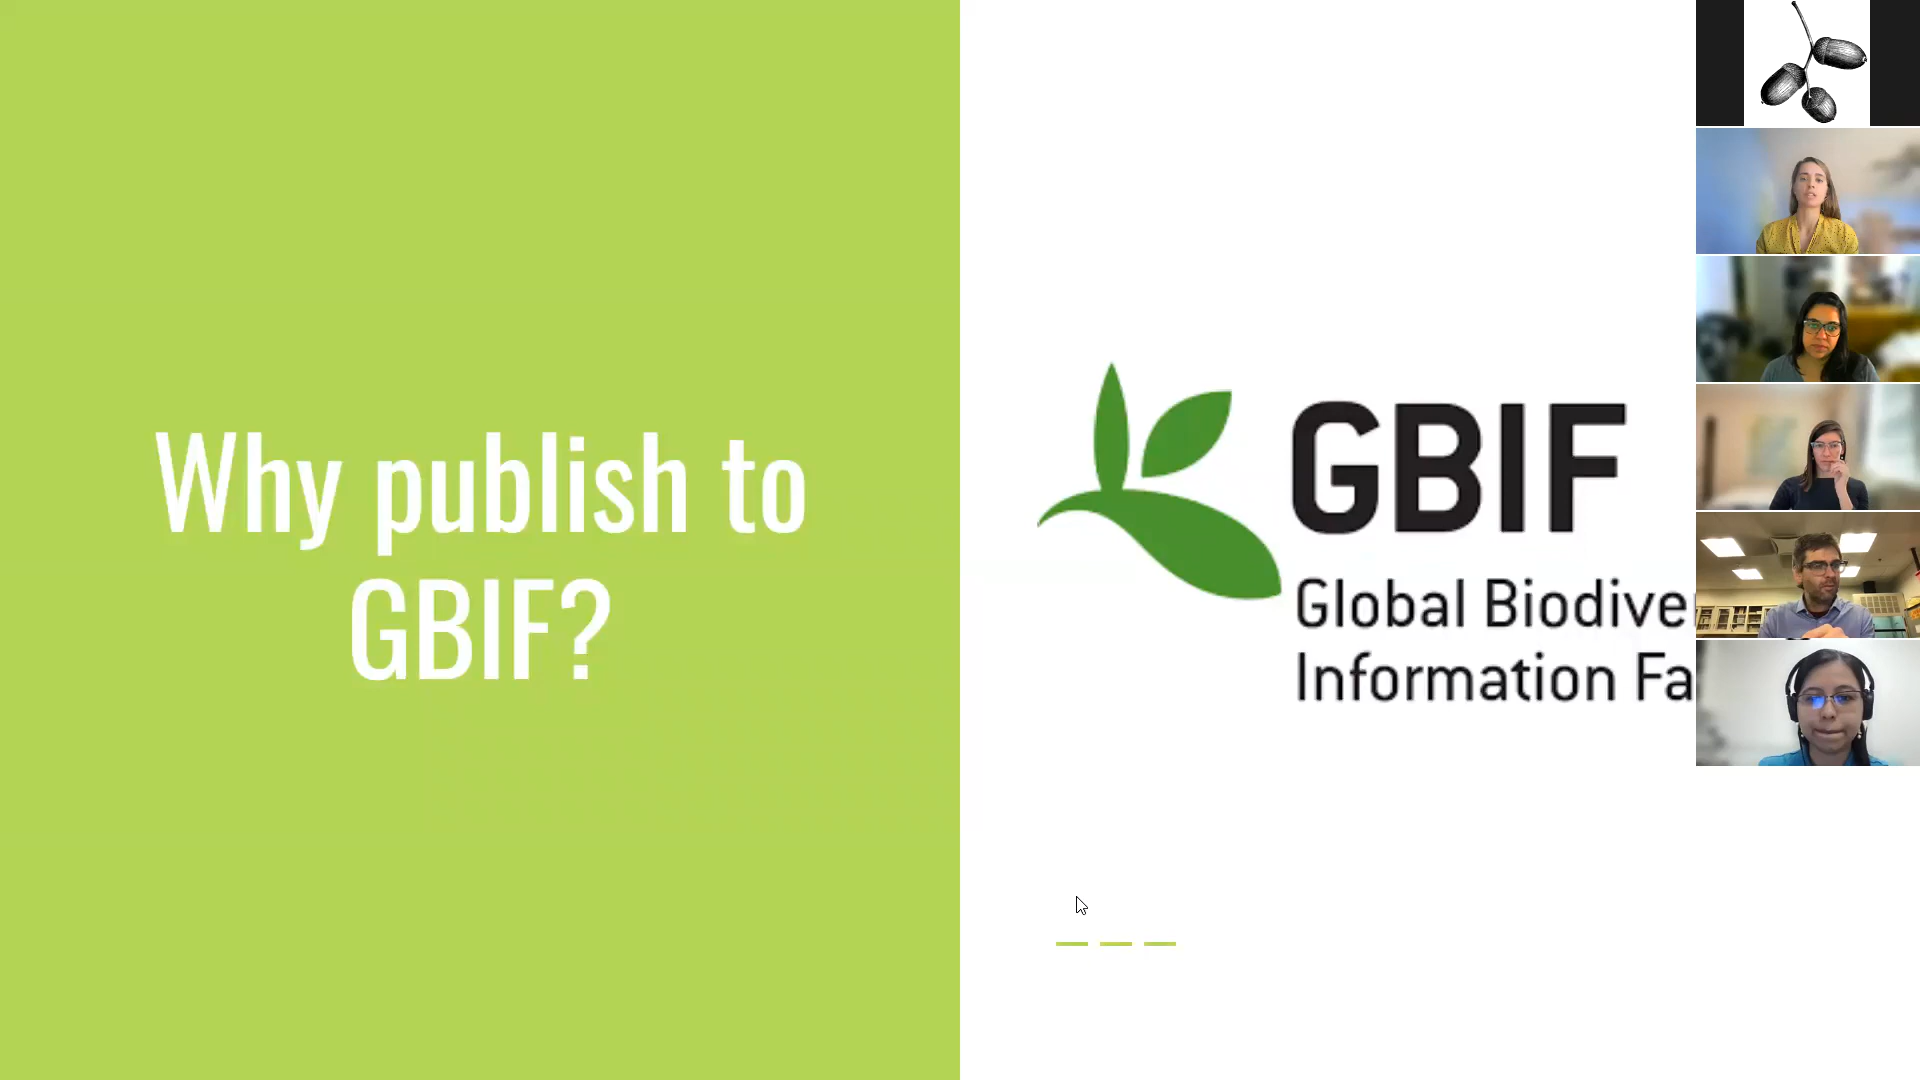 Why publish to
GBIF?
GBIF
Global Biodive
Information Fa